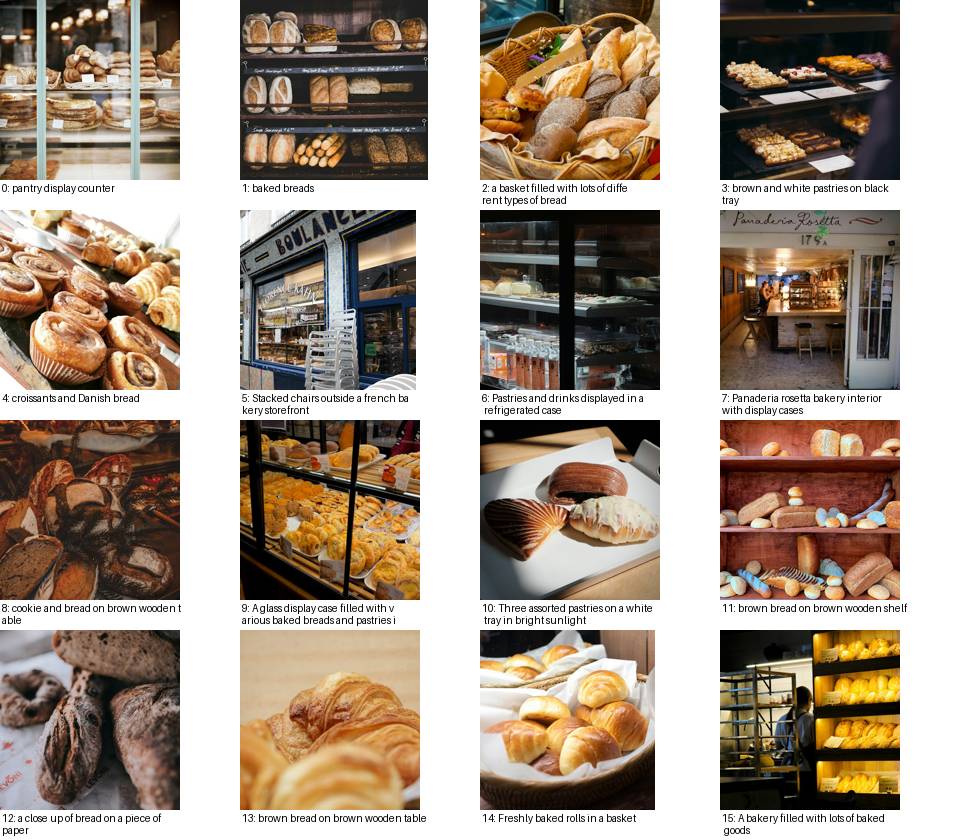 0: pantry display counter
1: baked breads
2: a basket filled with lots of diffe
rent types of bread
3: brown and white pastries on black
tray
BOULANGE
FLORENCE KAHN
Panadería Rosetta
179 A
4: croissants and Danish bread
5: Stacked chairs outside a french ba
kery storefront
6: Pastries and drinks displayed in a
refrigerated case
7: Panaderia rosetta bakery interior
with display cases
8: cookie and bread on brown wooden t
able
9: A glass display case filled with v
arious baked breads and pastries i
10: Three assorted pastries on a white
tray in bright sunlight
11: brown bread on brown wooden shelf
12: a close up of bread on a piece of
paper
13: brown bread on brown wooden table
14: Freshly baked rolls in a basket
15: A bakery filled with lots of baked
goods